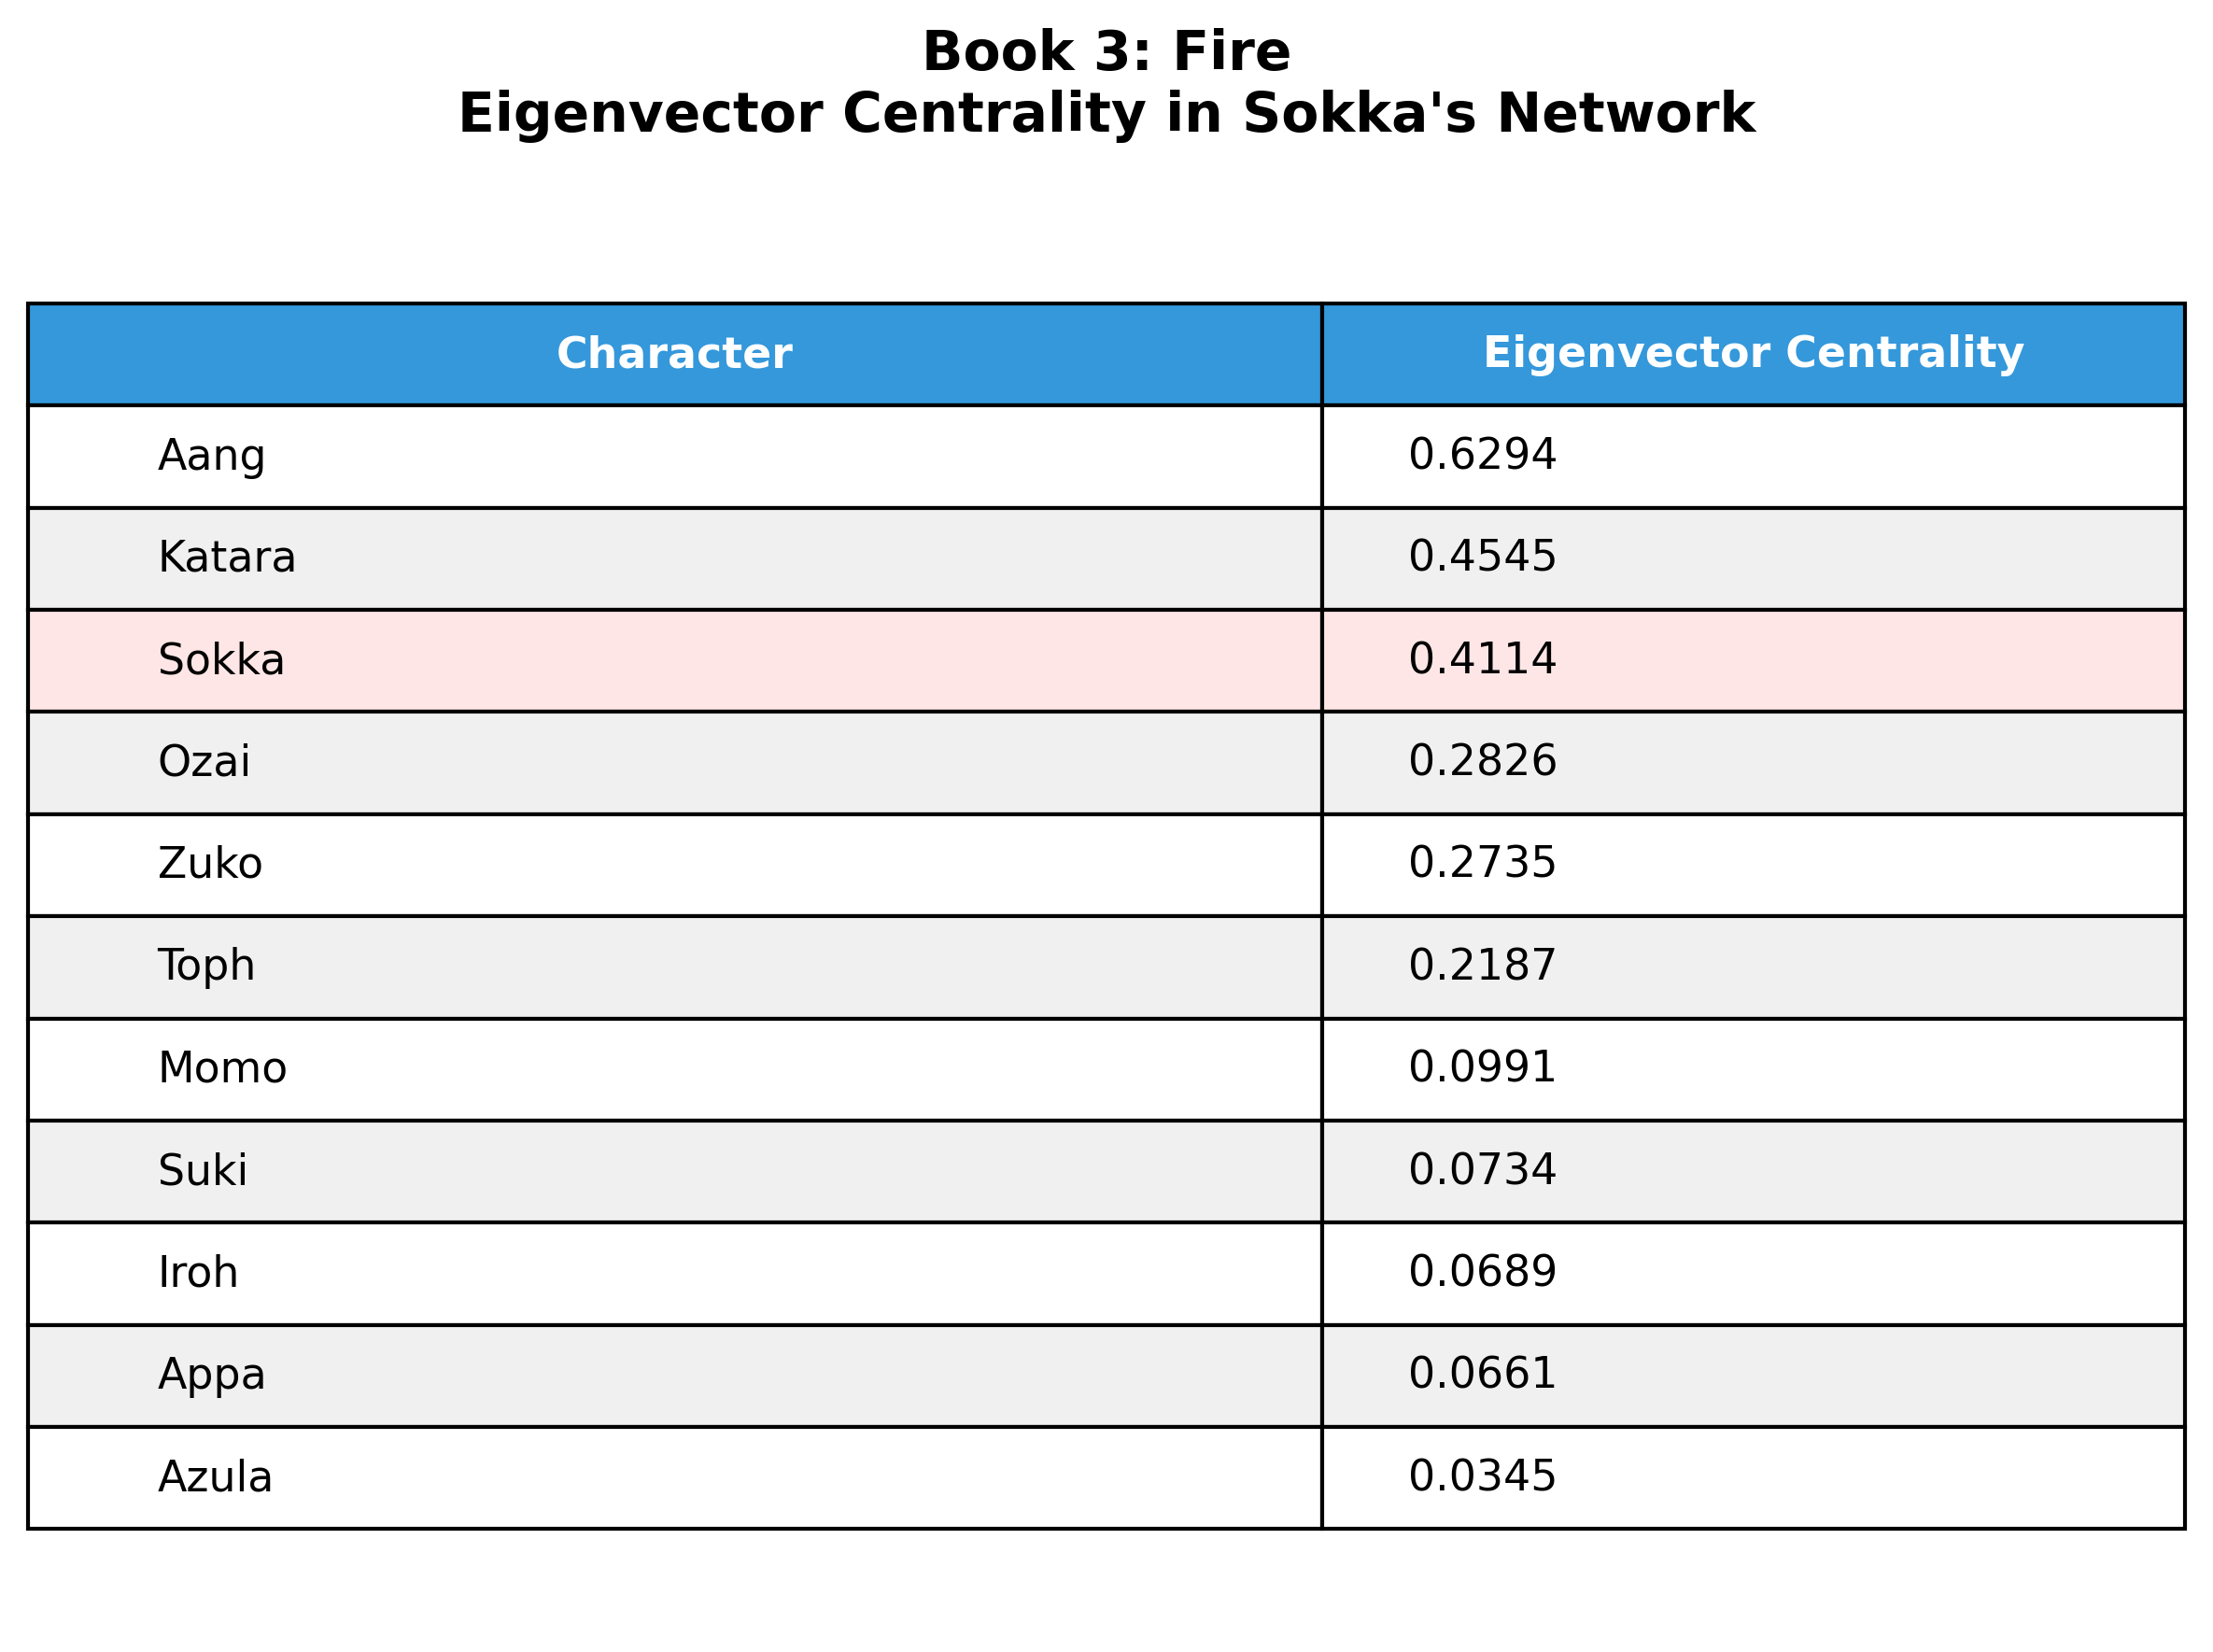 Book 3: Fire
Eigenvector Centrality in Sokka's Network
Character Eigenvector Centrality
Aang 0.6294
Katara 0.4545
Sokka 0.4114
Ozai 0.2826
Zuko 0.2735
Toph 0.2187
Momo 0.0991
Suki 0.0734
Iroh 0.0689
Appa 0.0661
Azula 0.0345